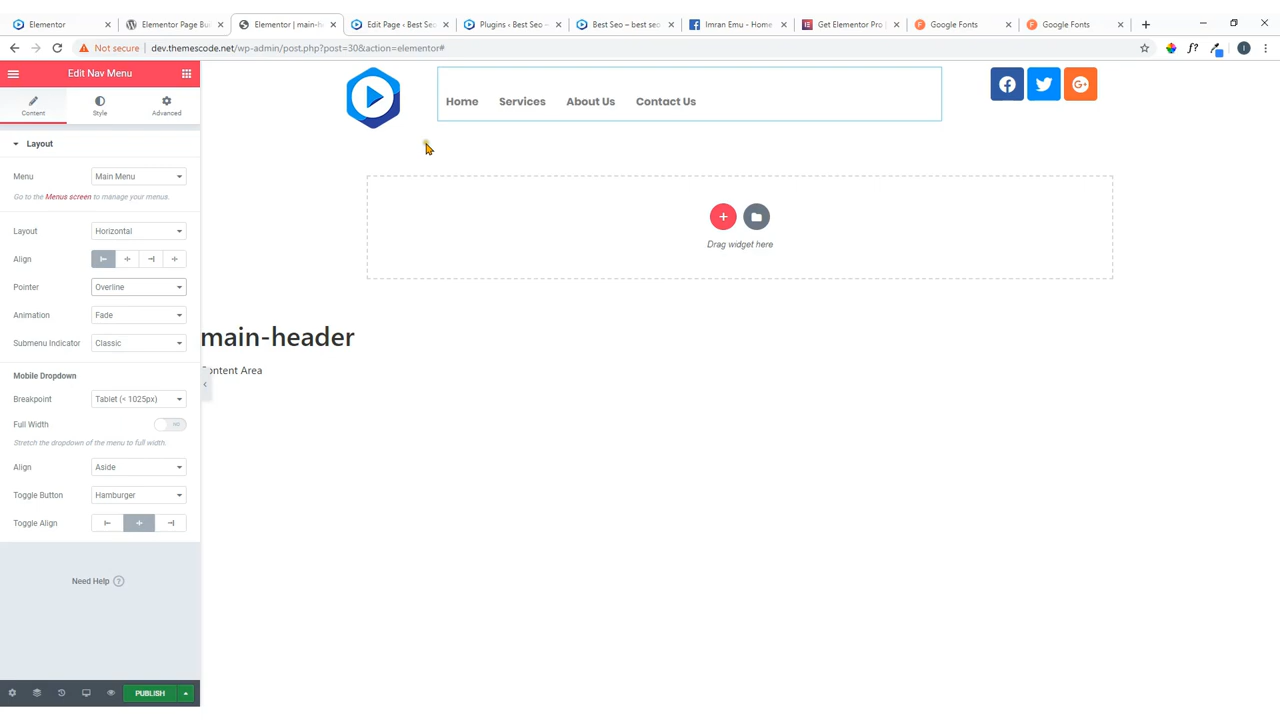 Elementor
Elementor Page Bu
Elementor | main-h
Edit Page ‹ Best Seo
Plugins ‹ Best Seo –
Best Seo – best seo
Imran Emu - Home
Get Elementor Pro |
Google Fonts
Google Fonts
Not secure
dev.themescode.net/wp-admin/post.php?post=30&action=elementor#
f?
I
Edit Nav Menu
Content
Style
Advanced
Home
Services
About Us
Contact Us
Layout
Menu
Main Menu
Go to the Menus screen to manage your menus.
Layout
Horizontal
Align
Pointer
Overline
Drag widget here
Animation
Fade
main-header
Submenu Indicator
Classic
Content Area
Mobile Dropdown
Breakpoint
Tablet (< 1025px)
Full Width
NO
Stretch the dropdown of the menu to full width.
Align
Aside
Toggle Button
Hamburger
Toggle Align
Need Help
PUBLISH